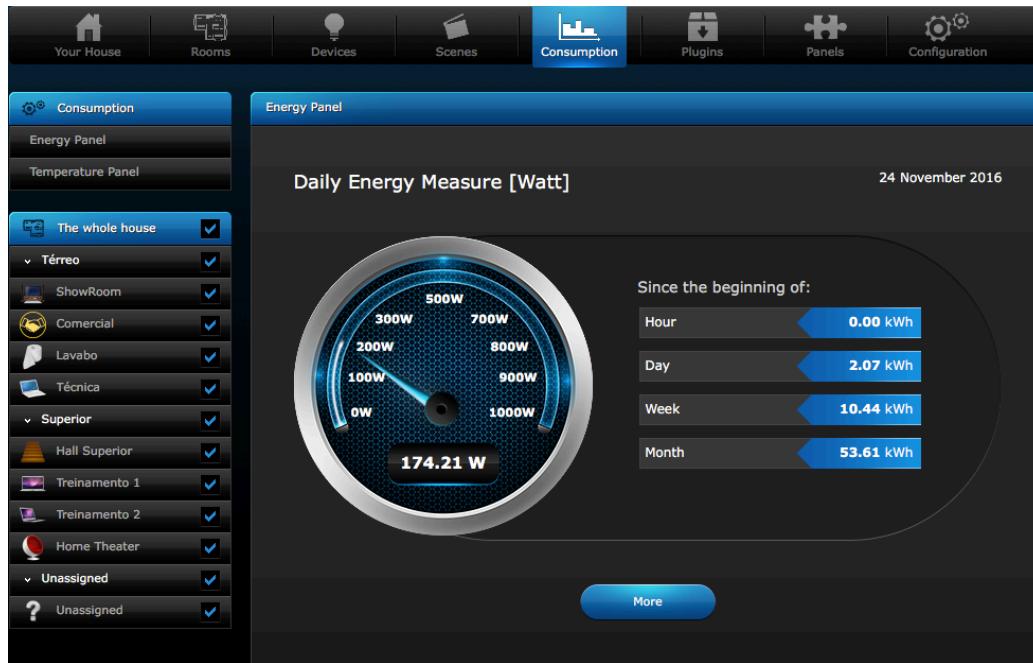 Your House
Rooms
Devices
Scenes
Consumption
Plugins
Panels
Configuration
Consumption
Energy Panel
Temperature Panel
The whole house
Térreo
ShowRoom
Comercial
Lavabo
Técnica
Superior
Hall Superior
Treinamento 1
Treinamento 2
Home Theater
Unassigned
? Unassigned
Energy Panel
Daily Energy Measure [Watt]
24 November 2016
500W
300W 700W
200W 800W
100W 900W
0W 1000W
174.21 W
Since the beginning of:
Hour 0.00 kWh
Day 2.07 kWh
Week 10.44 kWh
Month 53.61 kWh
More